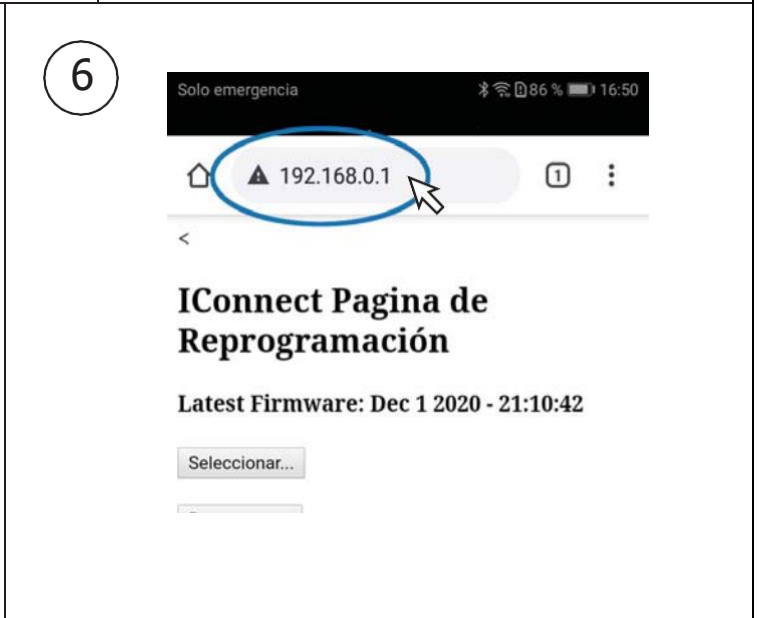 6
Solo emergencia 86 % 16:50
192.168.0.1 1
<
IConnect Pagina de
Reprogramación
Latest Firmware: Dec 1 2020 - 21:10:42
Seleccionar...